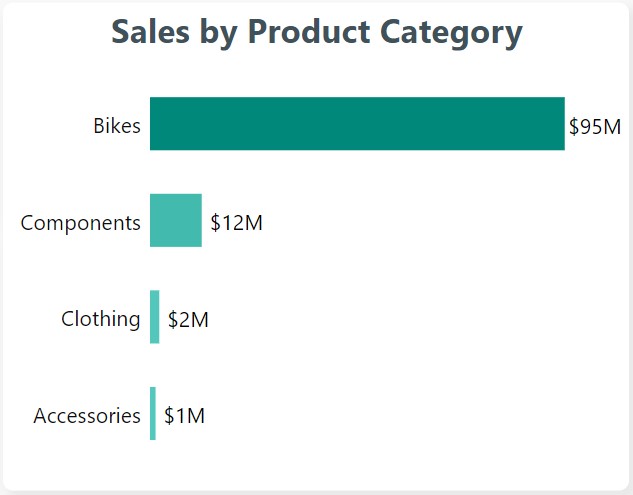 Sales by Product Category
Bikes $95M
Components $12M
Clothing $2M
Accessories $1M